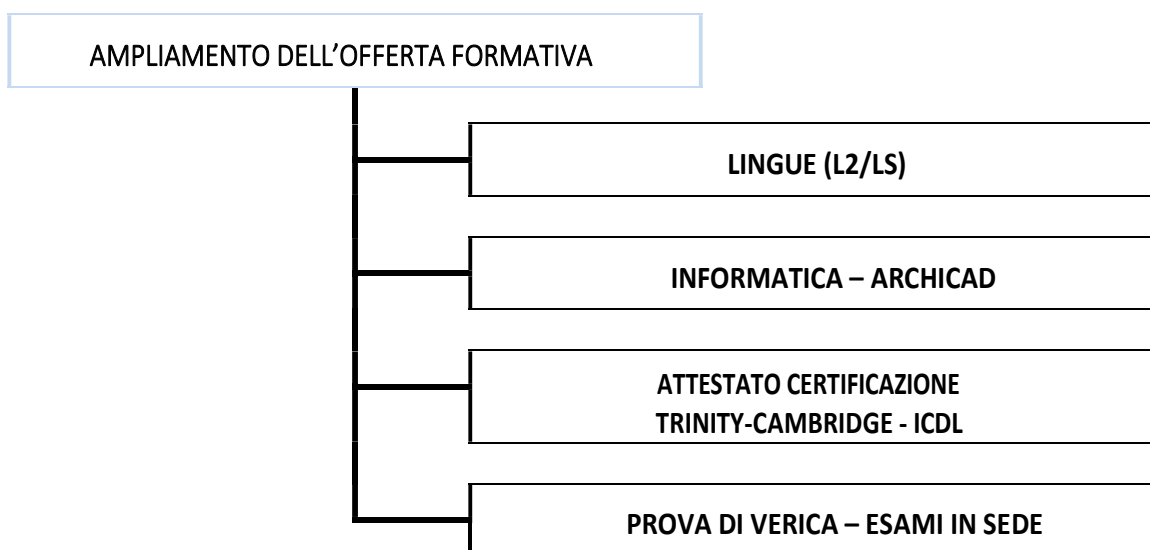 AMPLIAMENTO DELL’OFFERTA FORMATIVA
LINGUE (L2/LS)
INFORMATICA – ARCHICAD
ATTESTATO CERTIFICAZIONE
TRINITY-CAMBRIDGE - ICDL
PROVA DI VERICA – ESAMI IN SEDE